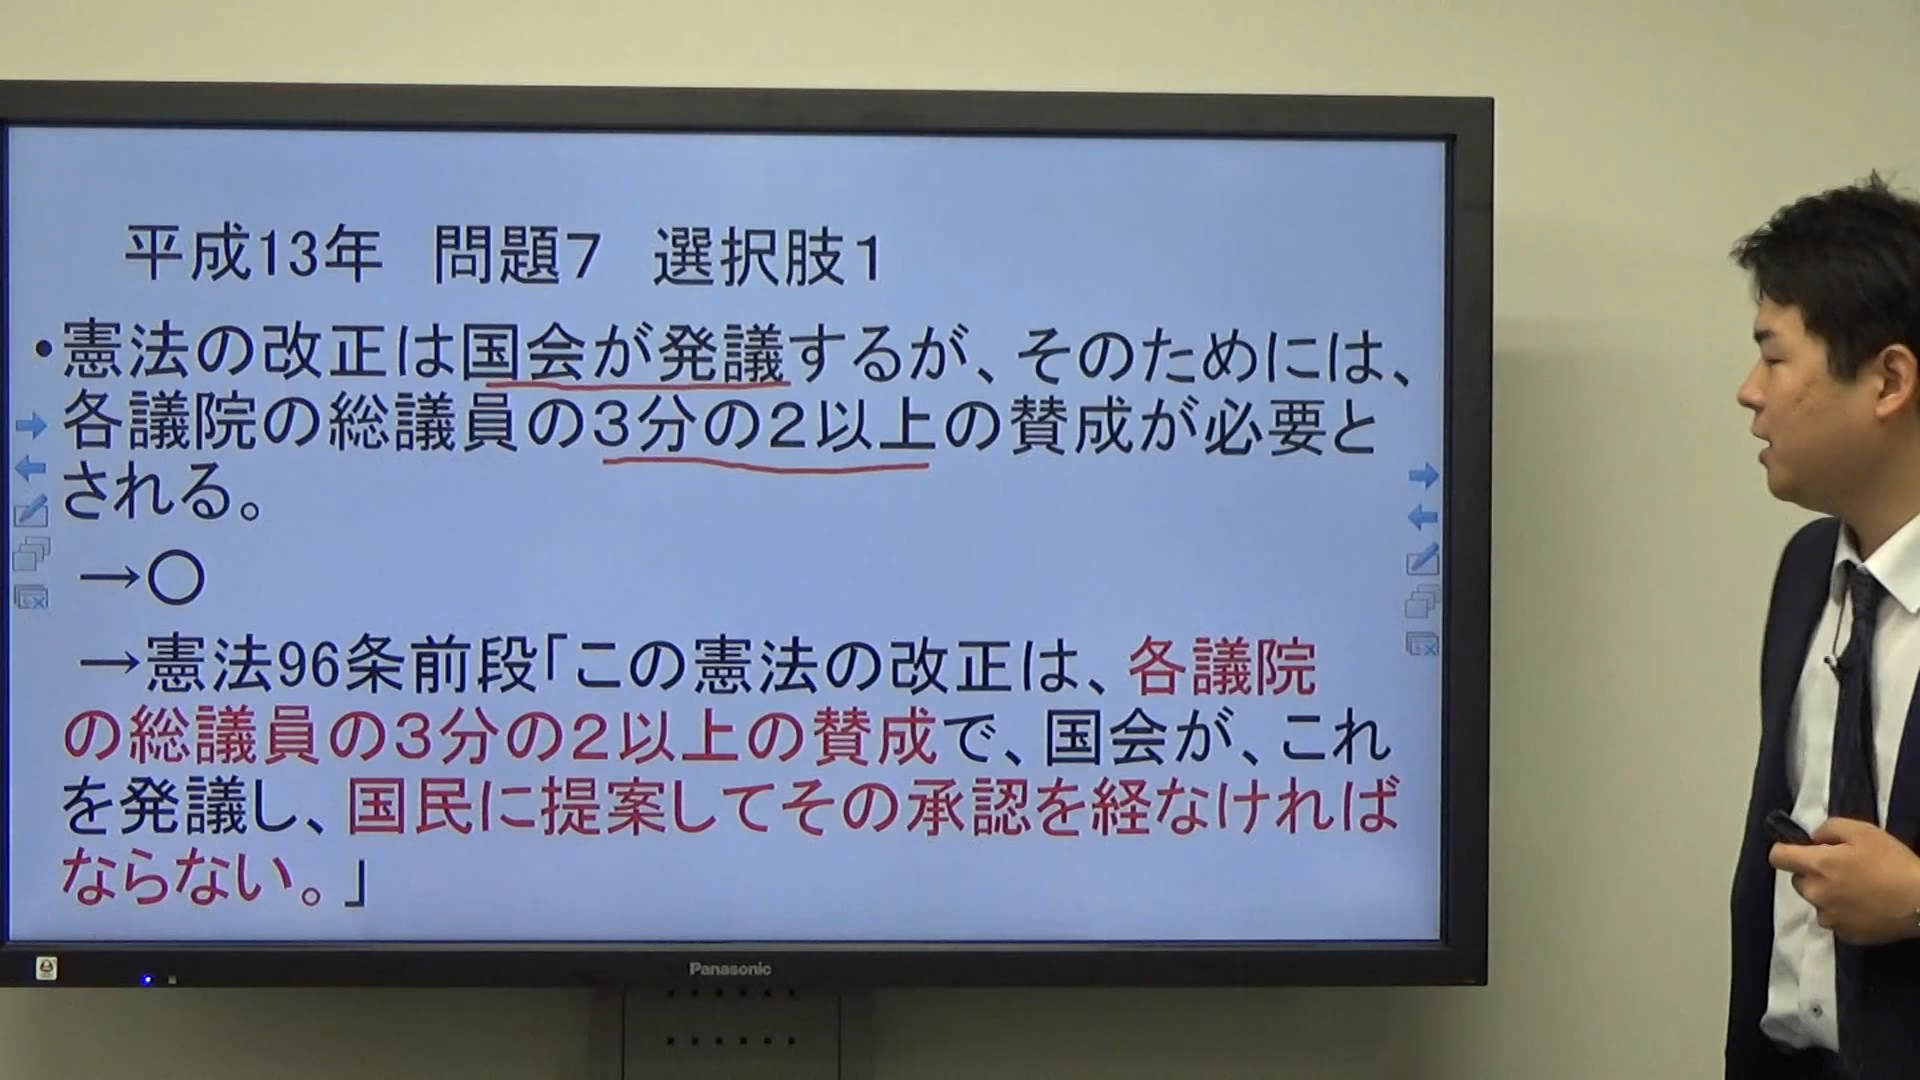 平成13年　問題7　選択肢1
・憲法の改正は国会が発議するが、そのためには、
各議院の総議員の3分の2以上の賛成が必要と
される。
→○
→憲法96条前段「この憲法の改正は、各議院
の総議員の3分の2以上の賛成で、国会が、これ
を発議し、国民に提案してその承認を経なければ
ならない。」
Panasonic